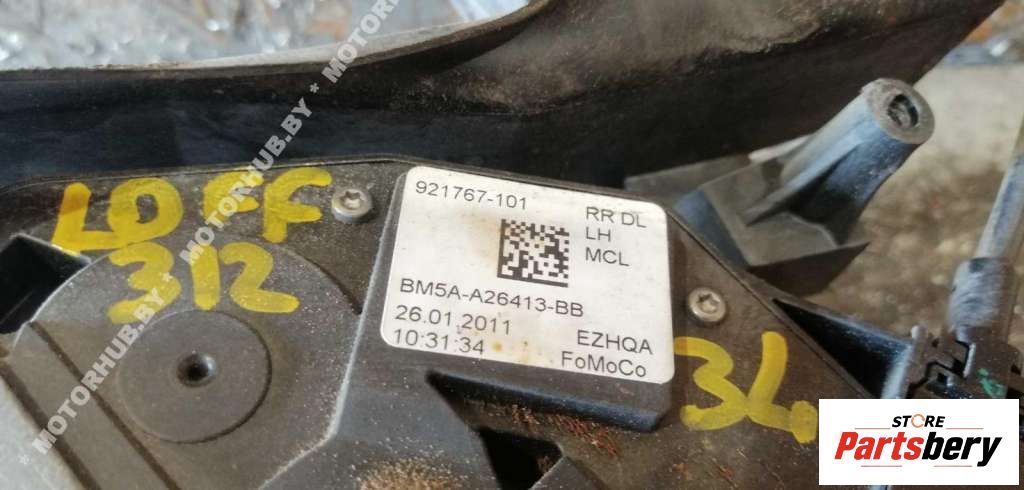 MOTORHUB.BY * MOTORHUB.BY * MOTORHUB.BY
LOFF
312
921767-101
RR DL
LH
MCL
BM5A-A26413-BB
26.01.2011
10:31:34
EZHQA
FoMoCo
STORE
Partsbery